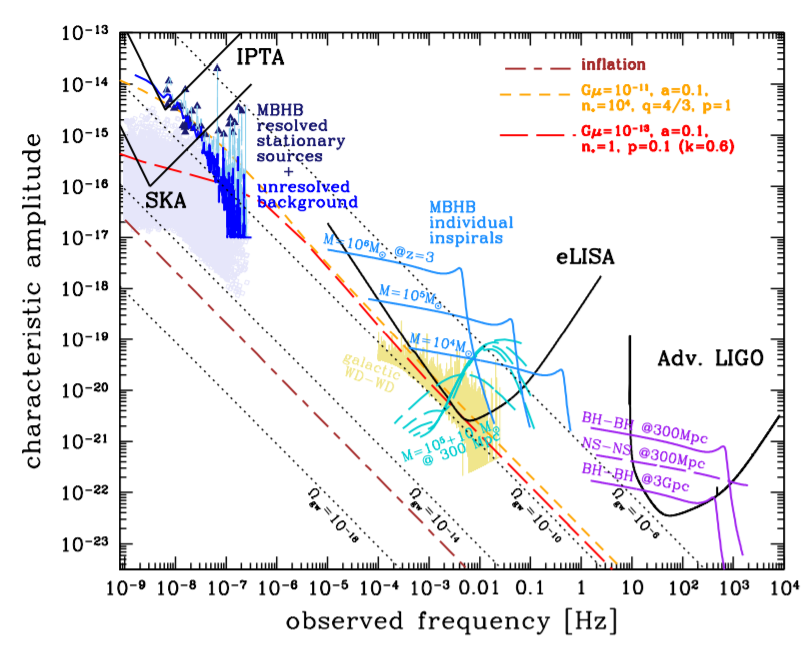 10⁻¹³
10⁻¹⁴
10⁻¹⁵
10⁻¹⁶
10⁻¹⁷
10⁻¹⁸
10⁻¹⁹
10⁻²⁰
10⁻²¹
10⁻²²
10⁻²³
characteristic amplitude
IPTA
SKA
MBHB
resolved
stationary
sources
+
unresolved
background
inflation
Gμ=10⁻¹¹, a=0.1,
n*=10⁴, q=4/3, p=1
Gμ=10⁻¹³, a=0.1,
n*=1, p=0.1 (k=0.6)
MBHB
individual
inspirals
M=10⁶M☉ @z=3
M=10⁵M☉
M=10⁴M☉
eLISA
galactic
WD-WD
M=10⁵+10 M☉
@ 300 Mpc
Adv. LIGO
BH-BH @300Mpc
NS-NS @300Mpc
BH-BH @3Gpc
Ωgw=10⁻¹⁸
Ωgw=10⁻¹⁴
Ωgw=10⁻¹⁰
Ωgw=10⁻⁶
10⁻⁹ 10⁻⁸ 10⁻⁷ 10⁻⁶ 10⁻⁵ 10⁻⁴ 10⁻³ 0.01 0.1 1 10 10² 10³ 10⁴
observed frequency [Hz]